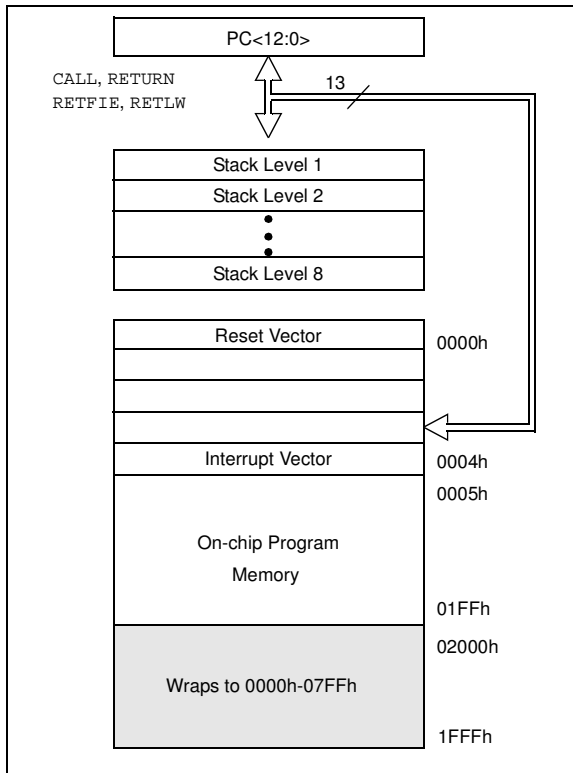 PC<12:0>
CALL, RETURN
RETFIE, RETLW
13
Stack Level 1
Stack Level 2
Stack Level 8
Reset Vector
0000h
Interrupt Vector
0004h
0005h
On-chip Program
Memory
01FFh
02000h
Wraps to 0000h-07FFh
1FFFh